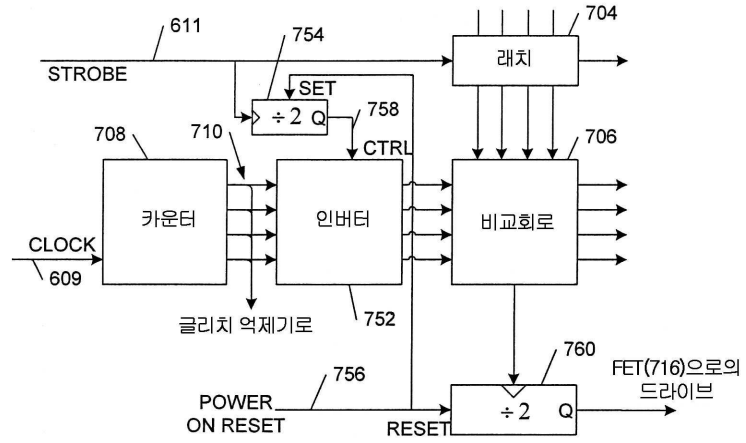 611
754
704
STROBE
래치
SET
÷ 2 Q
758
708
710
CTRL
706
카운터
인버터
비교회로
CLOCK
609
글리치 억제기로
752
756
760
FET(716)으로의
드라이브
POWER
ON RESET
RESET
÷ 2 Q